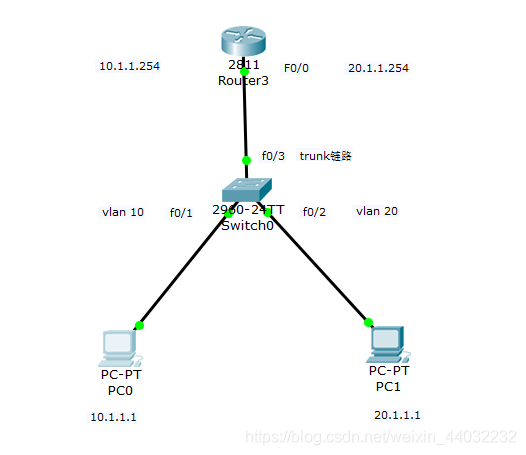 10.1.1.254
2811
Router3
F0/0
20.1.1.254
f0/3
trunk链路
vlan 10
f0/1
2960-24TT
Switch0
f0/2
vlan 20
PC-PT
PC0
10.1.1.1
PC-PT
PC1
20.1.1.1
https://blog.csdn.net/weixin_44032232